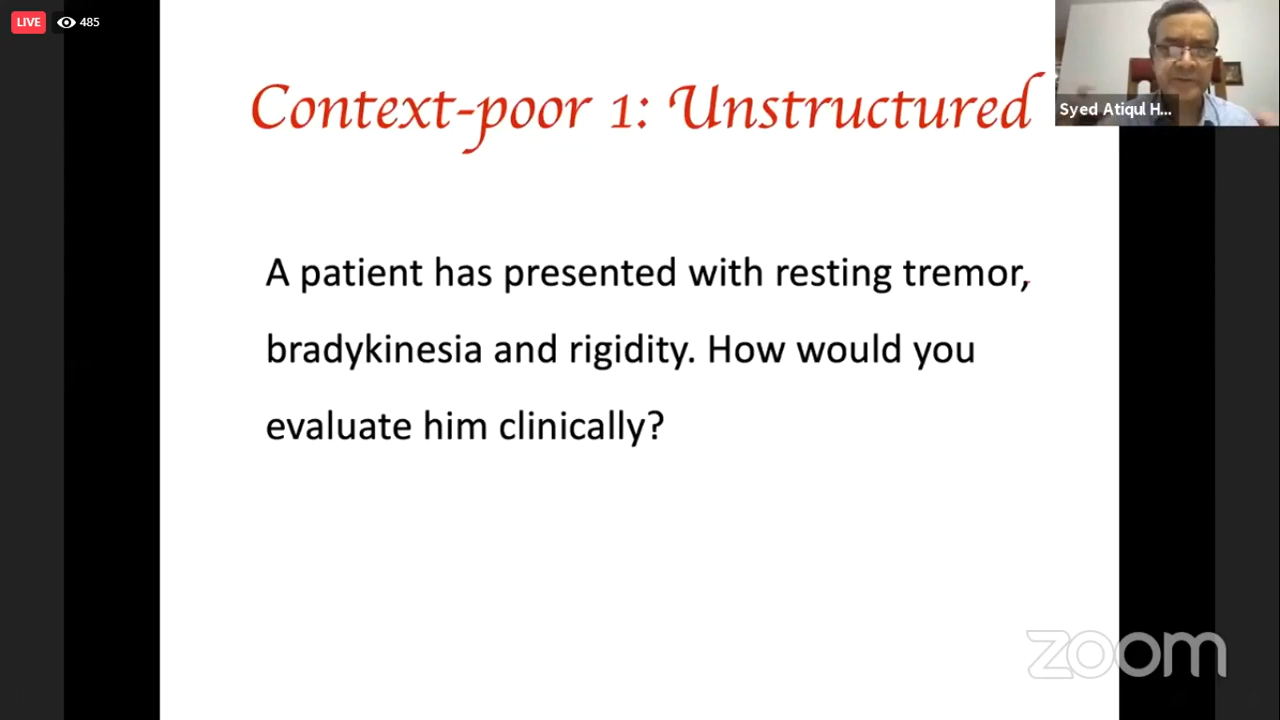 LIVE 485
Context-poor 1: Unstructured
Syed Atiqul H...
A patient has presented with resting tremor,
bradykinesia and rigidity. How would you
evaluate him clinically?
zoom